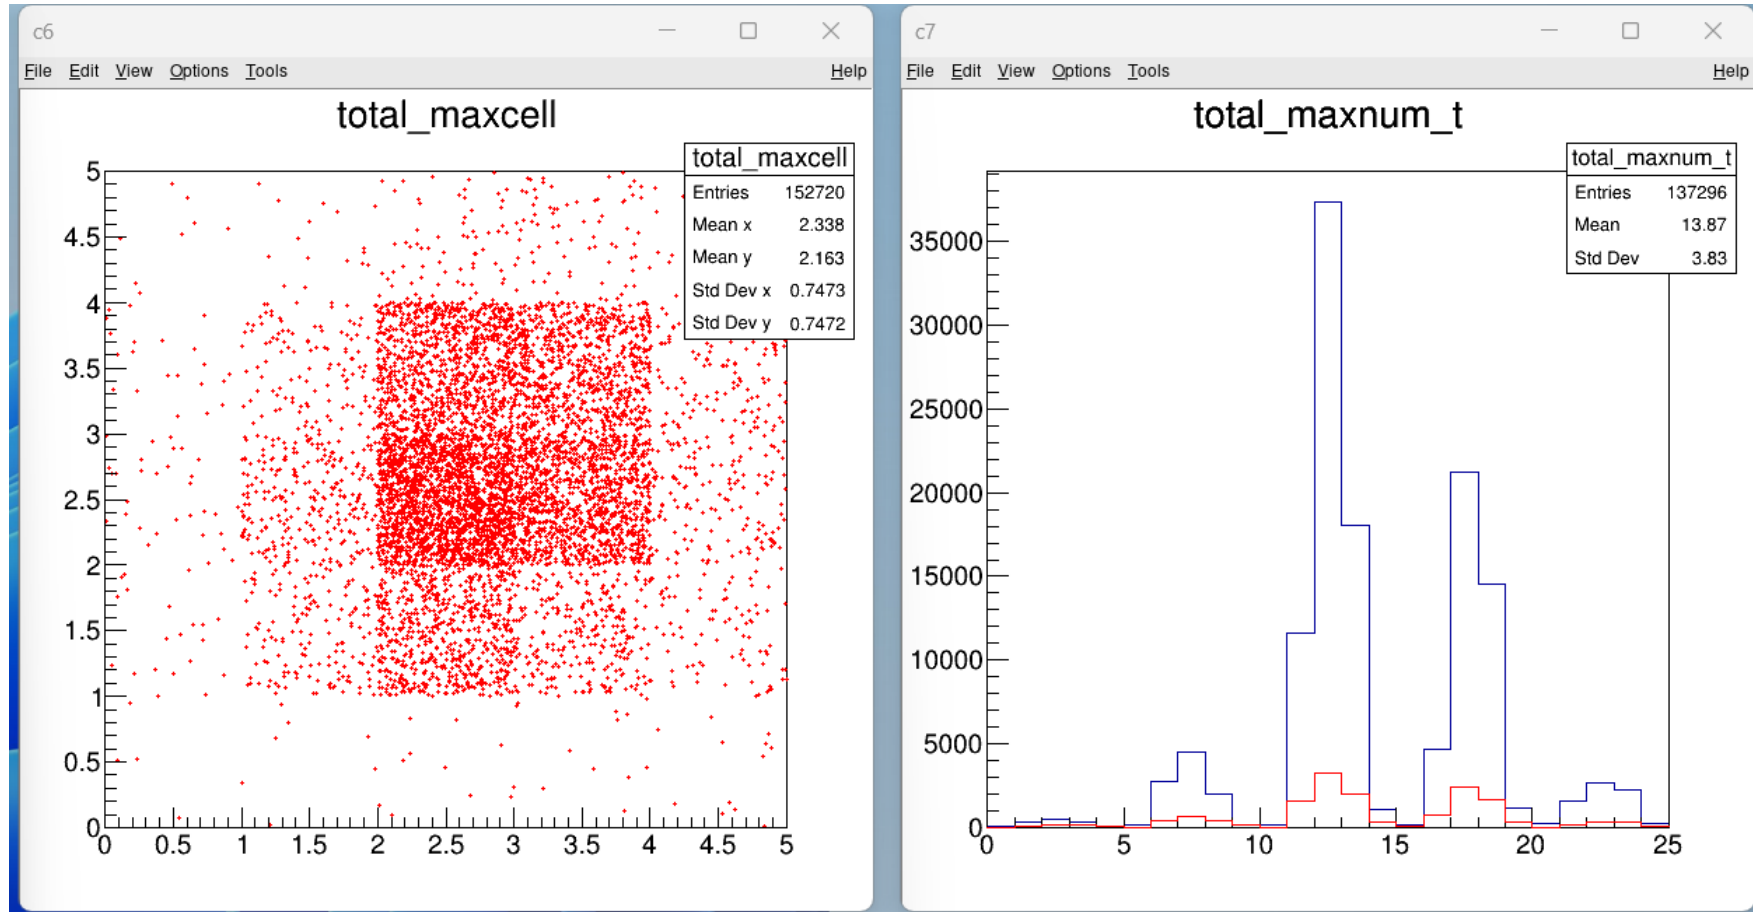 c6
File Edit View Options Tools Help
total_maxcell
total_maxcell
Entries 152720
Mean x 2.338
Mean y 2.163
Std Dev x 0.7473
Std Dev y 0.7472
5
4.5
4
3.5
3
2.5
2
1.5
1
0.5
0
0 0.5 1 1.5 2 2.5 3 3.5 4 4.5 5
c7
File Edit View Options Tools Help
total_maxnum_t
total_maxnum_t
Entries 137296
Mean 13.87
Std Dev 3.83
35000
30000
25000
20000
15000
10000
5000
0
0 5 10 15 20 25